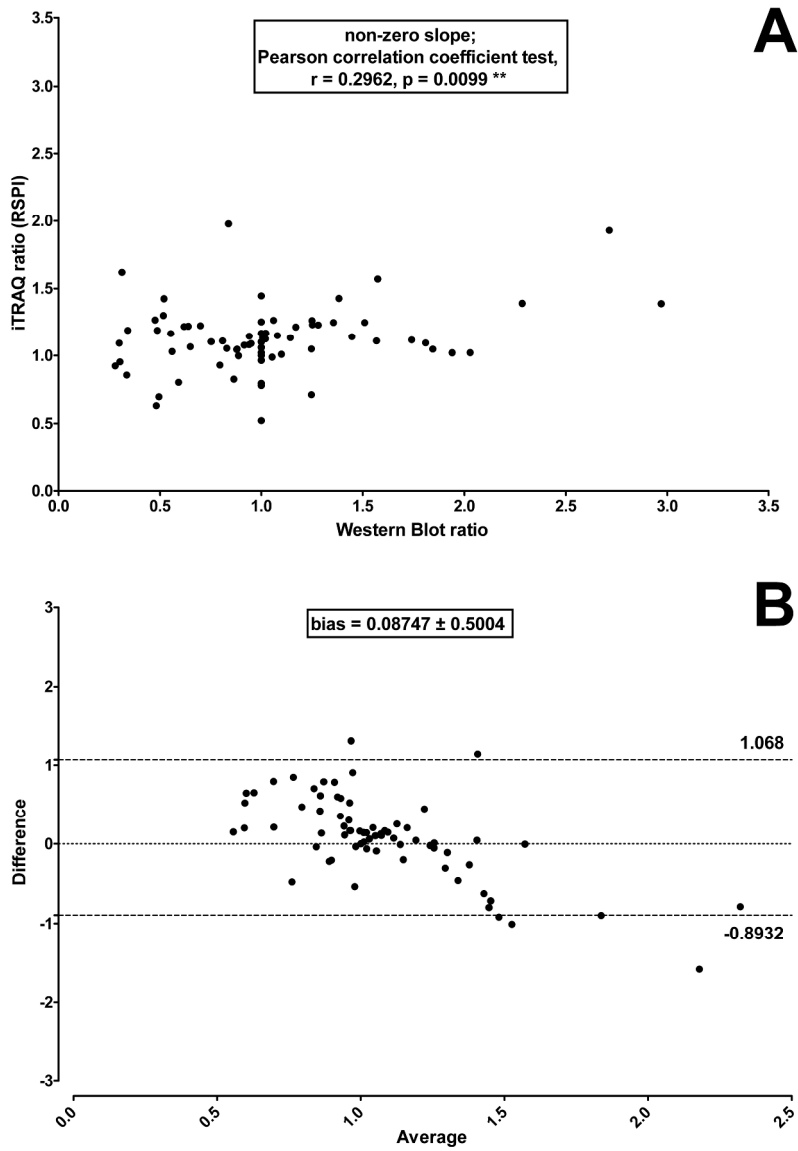 A
non-zero slope;
Pearson correlation coefficient test,
r = 0.2962, p = 0.0099 **
3.5
3.0
2.5
2.0
1.5
1.0
0.5
0.0
iTRAQ ratio (RSPI)
0.0 0.5 1.0 1.5 2.0 2.5 3.0 3.5
Western Blot ratio
B
bias = 0.08747 ± 0.5004
3
2
1
0
-1
-2
-3
Difference
1.068
-0.8932
0.0 0.5 1.0 1.5 2.0 2.5
Average